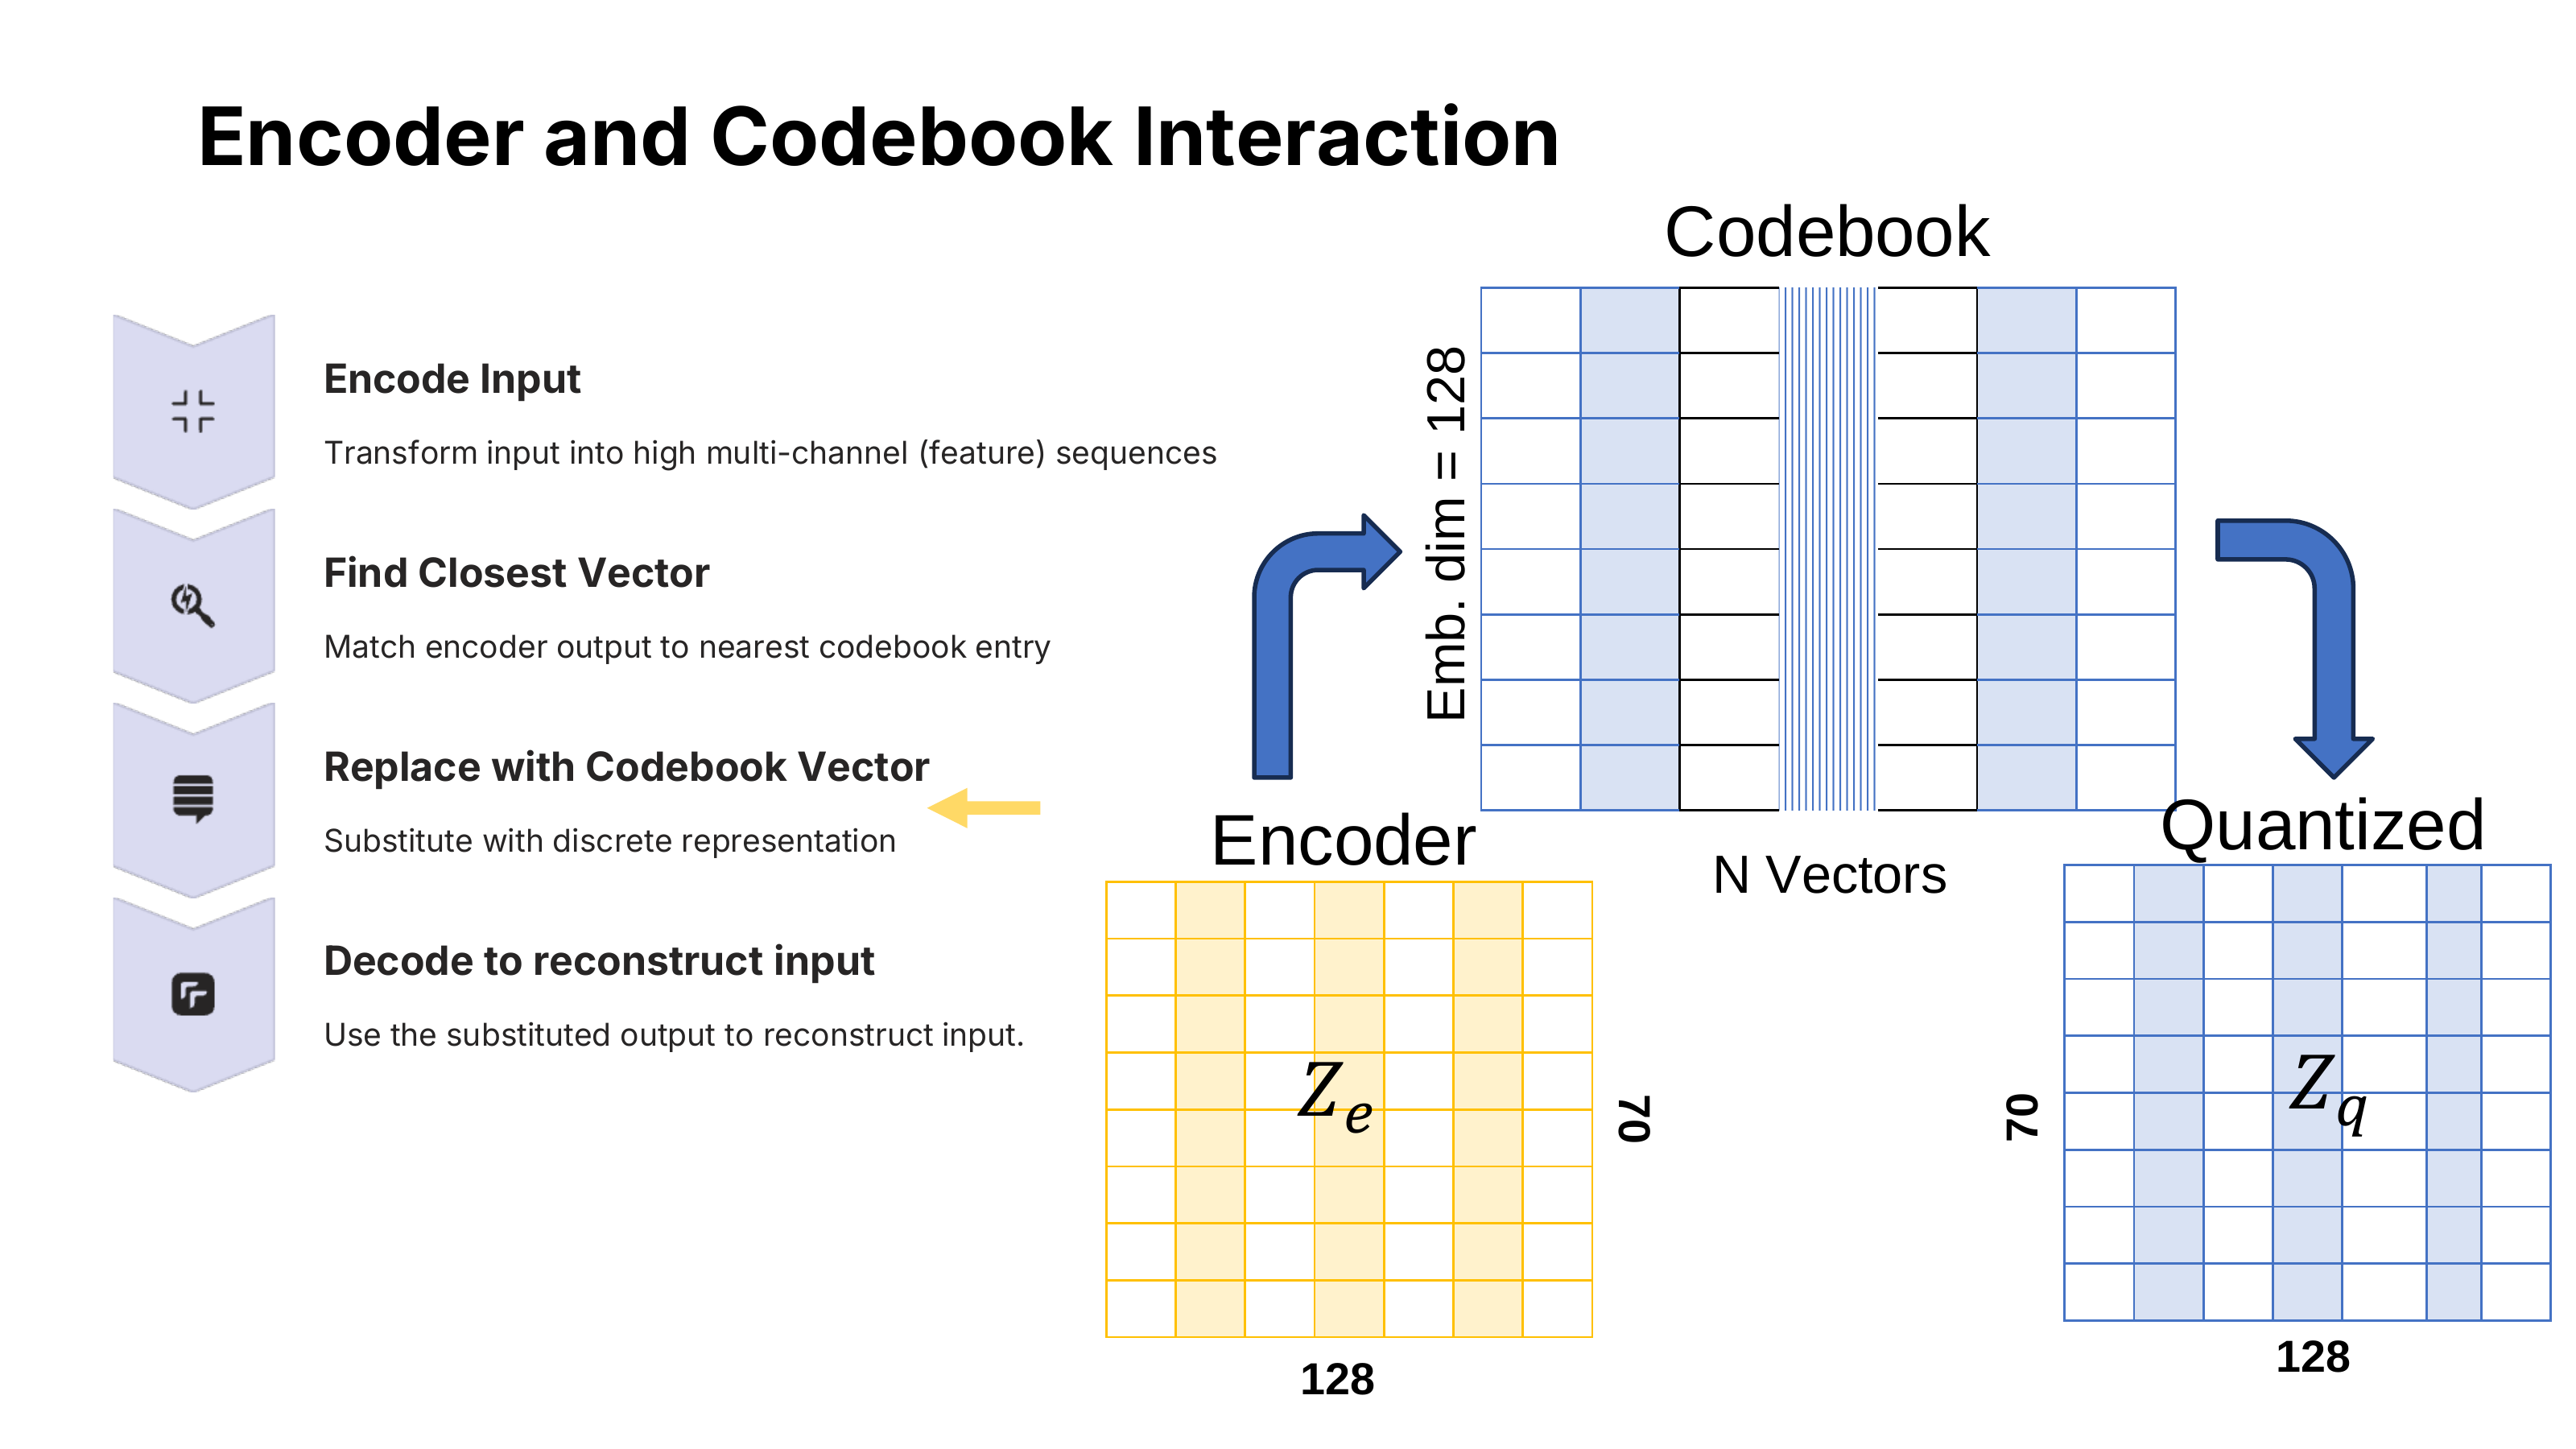 Encoder and Codebook Interaction
Encode Input
Transform input into high multi-channel (feature) sequences
Find Closest Vector
Match encoder output to nearest codebook entry
Replace with Codebook Vector
Substitute with discrete representation
Decode to reconstruct input
Use the substituted output to reconstruct input.
Codebook
Emb. dim = 128
N Vectors
Encoder
Z_e
70
128
Quantized
Z_q
70
128